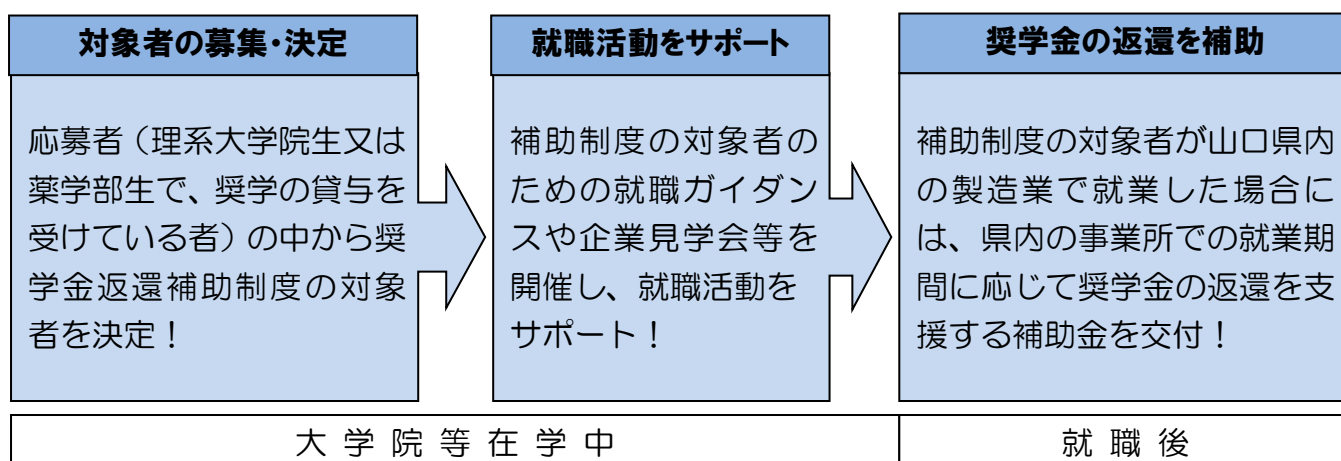 対象者の募集・決定
応募者（理系大学院生又は
薬学部生で、奨学の貸与を
受けている者）の中から奨
学金返還補助制度の対象
者を決定！
就職活動をサポート
補助制度の対象者の
ための就職ガイダン
スや企業見学会等を
開催し、就職活動を
サポート！
奨学金の返還を補助
補助制度の対象者が山口県内
の製造業で就業した場合に
は、県内の事業所での就業期
間に応じて奨学金の返還を支
援する補助金を交付！
大学院等在学中
就職後